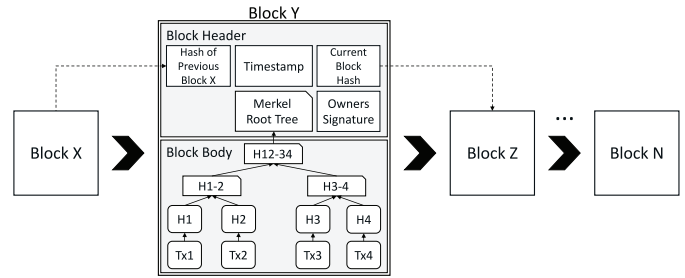 Block Y
Block Header
Hash of
Previous
Block X
Timestamp
Current
Block
Hash
Merkel
Root Tree
Owners
Signature
Block X
Block Z
...
Block N
Block Body
H12-34
H1-2
H3-4
H1
H2
H3
H4
Tx1
Tx2
Tx3
Tx4